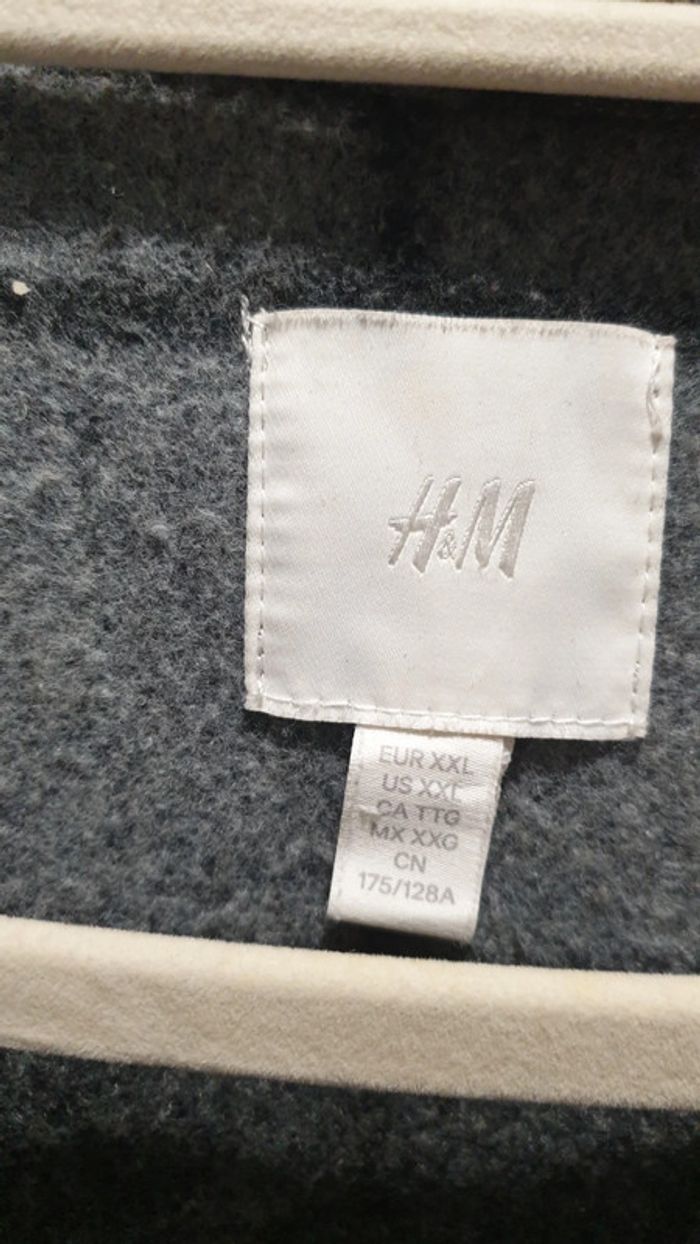 H&M
EUR XXL
US XXL
CA TTG
MX XXG
CN
175/128A